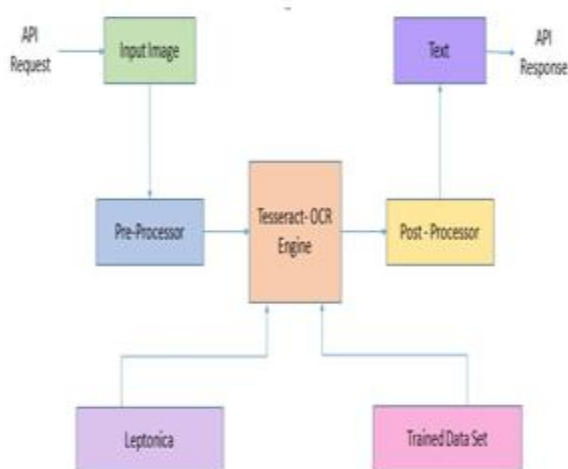 API
Request
Input Image
Text
API
Response
Pre-Processor
Tesseract- OCR
Engine
Post - Processor
Leptonica
Trained Data Set